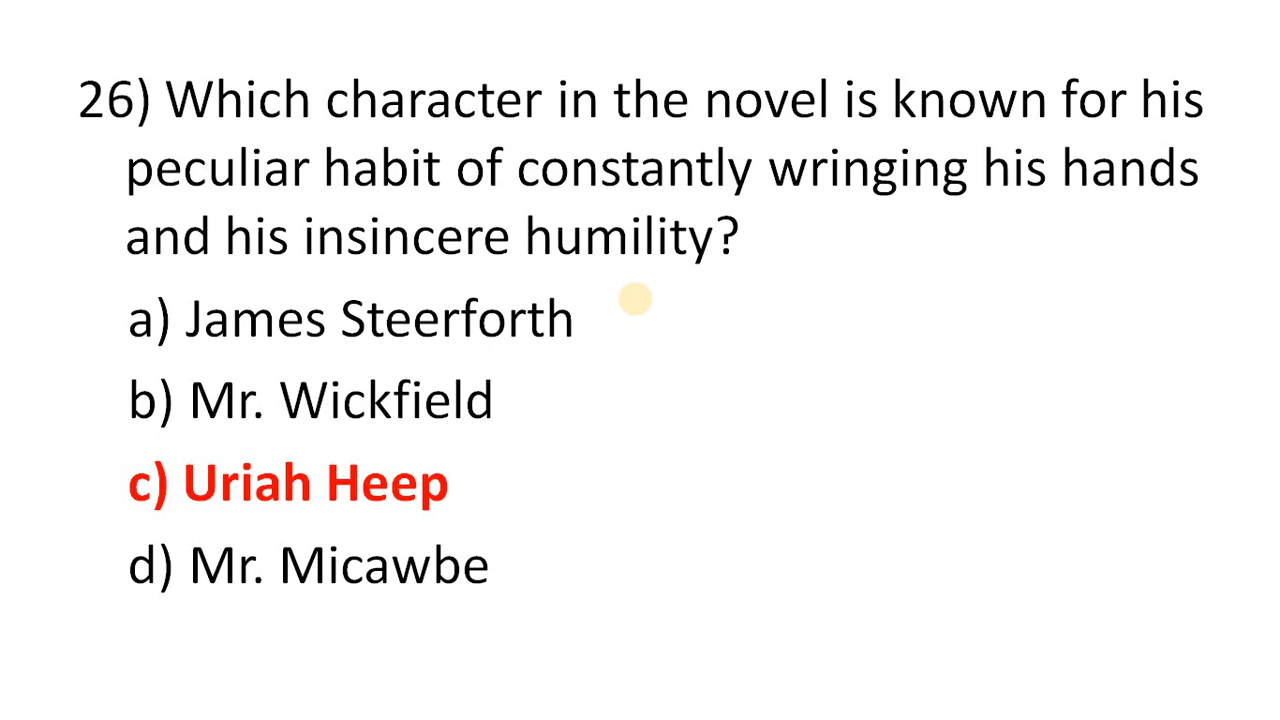 26) Which character in the novel is known for his
peculiar habit of constantly wringing his hands
and his insincere humility?
a) James Steerforth
b) Mr. Wickfield
c) Uriah Heep
d) Mr. Micawbe